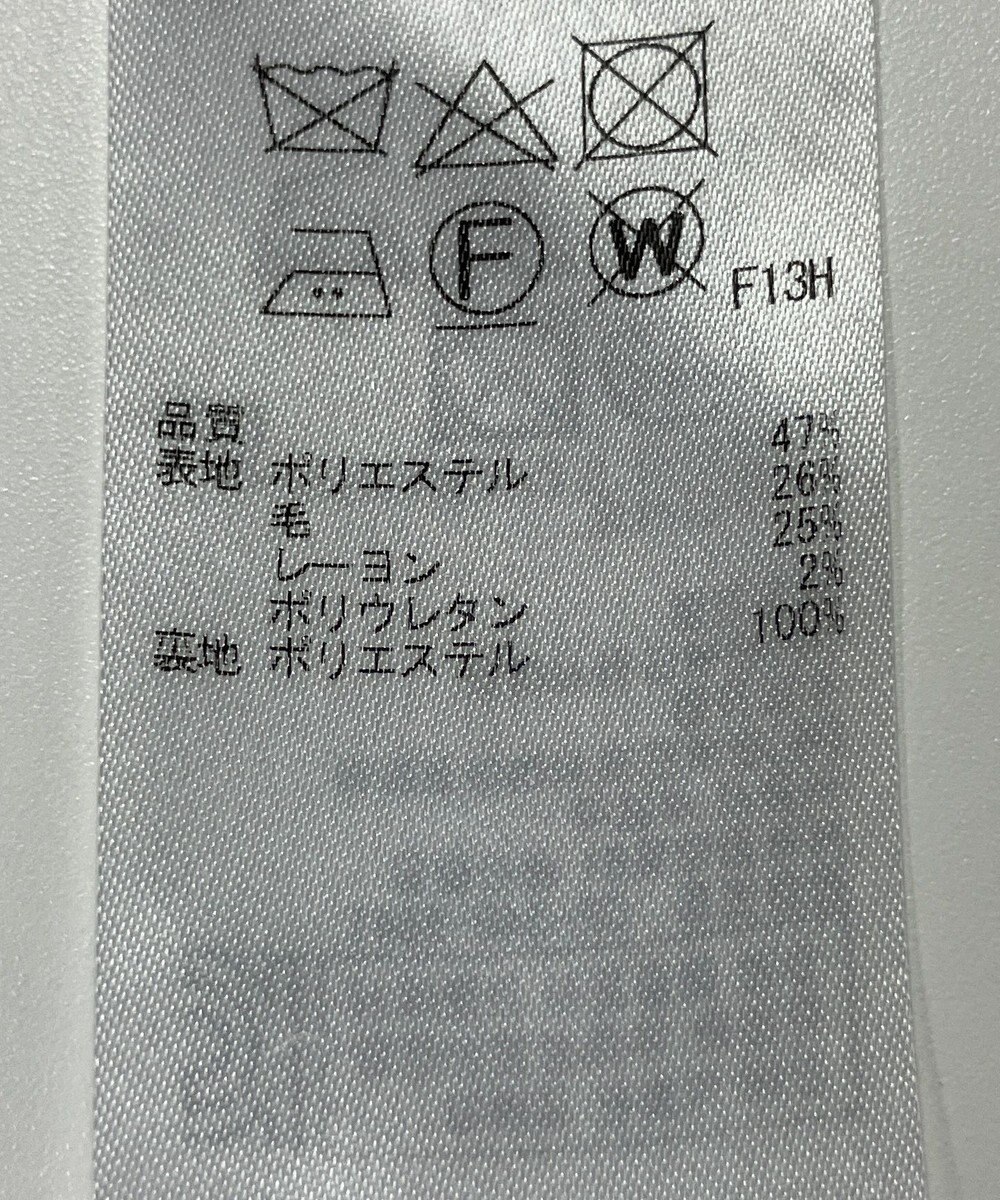 F
W
F13H
品質
表地 ポリエステル 47%
毛 26%
レーヨン 25%
ポリウレタン 2%
裏地 ポリエステル 100%